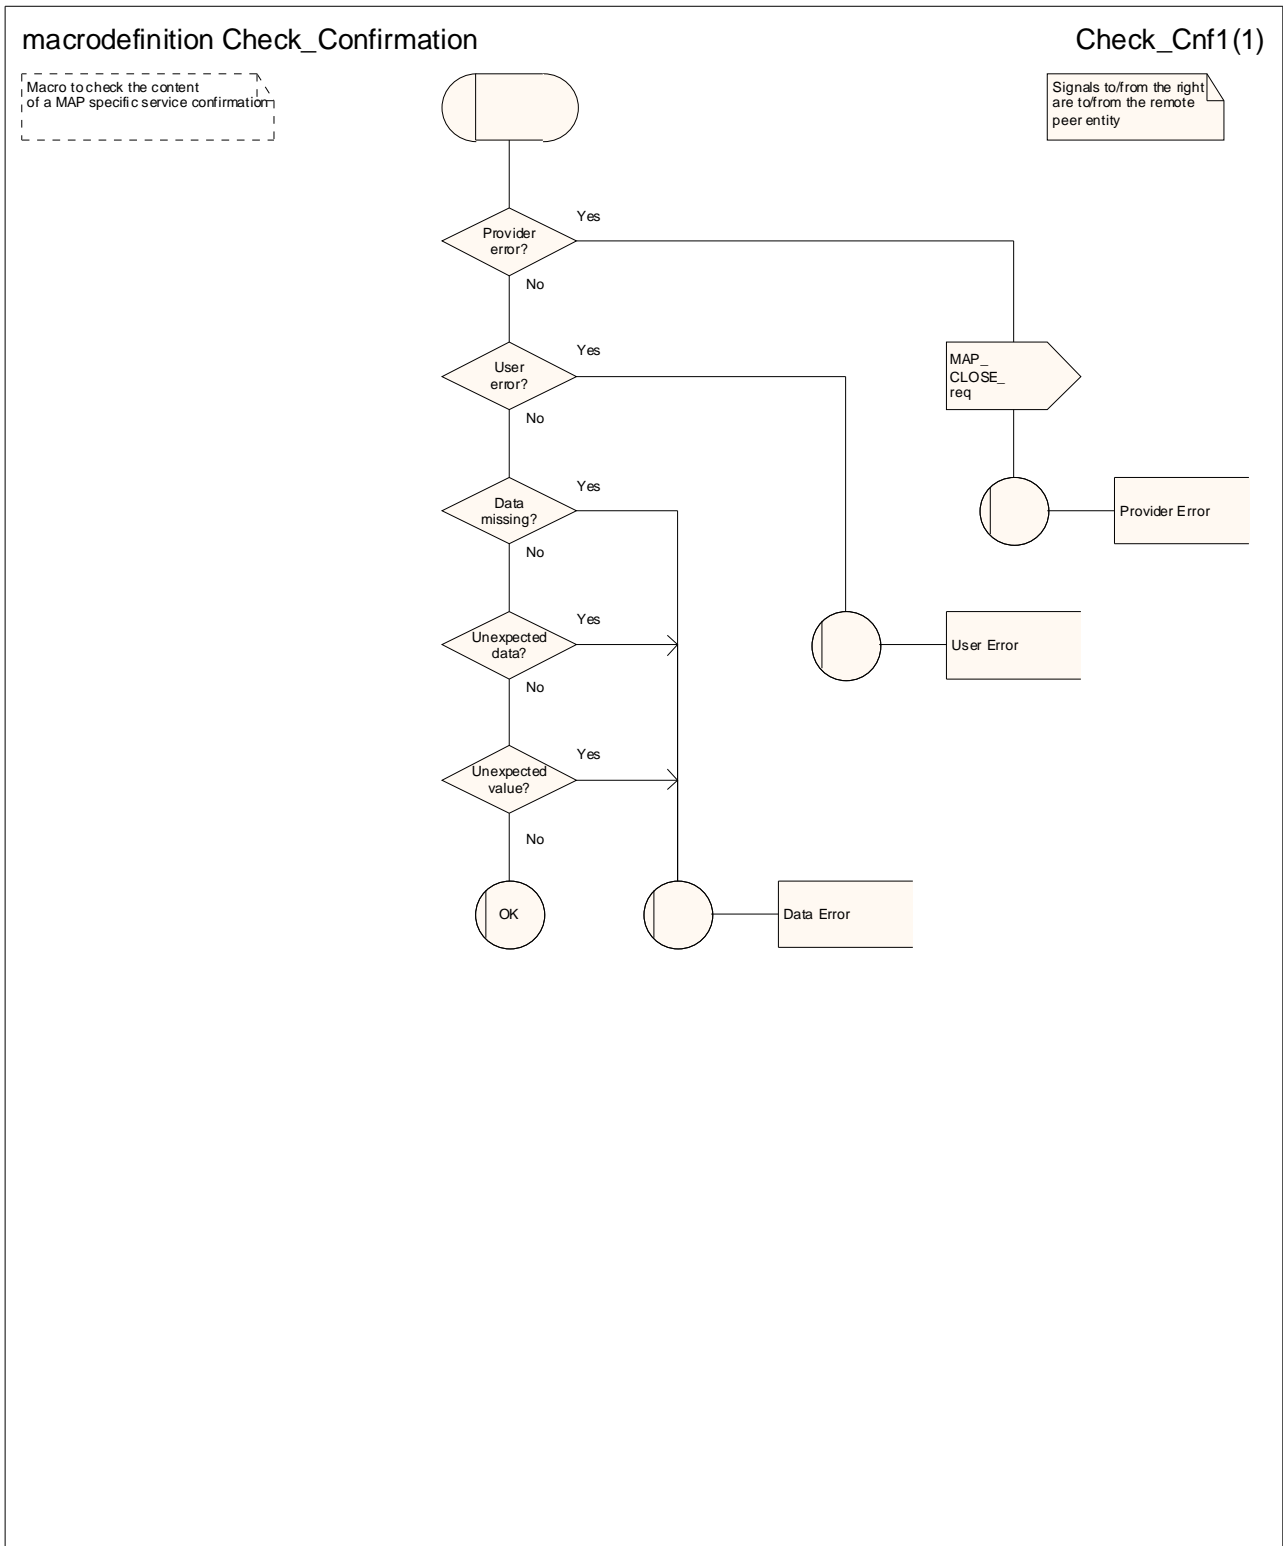 macrodefinition Check_Confirmation
Check_Cnf1(1)
Macro to check the content
of a MAP specific service confirmation
Signals to/from the right
are to/from the remote
peer entity
Provider
error?
Yes
No
User
error?
Yes
No
MAP_
CLOSE_
req
Data
missing?
Yes
No
Provider Error
Unexpected
data?
Yes
No
User Error
Unexpected
value?
Yes
No
OK
Data Error